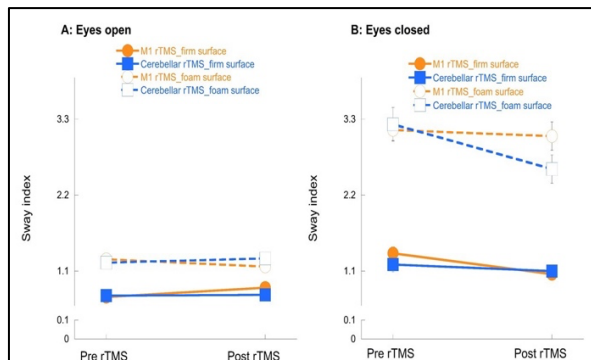 A: Eyes open
M1 rTMS_firm surface
Cerebellar rTMS_firm surface
M1 rTMS_foam surface
Cerebellar rTMS_foam surface
Sway index
3.3
2.2
1.1
0.1
0
Pre rTMS
Post rTMS
B: Eyes closed
M1 rTMS_firm surface
Cerebellar rTMS_firm surface
M1 rTMS_foam surface
Cerebellar rTMS_foam surface
Sway index
3.3
2.2
1.1
0.1
0
Pre rTMS
Post rTMS